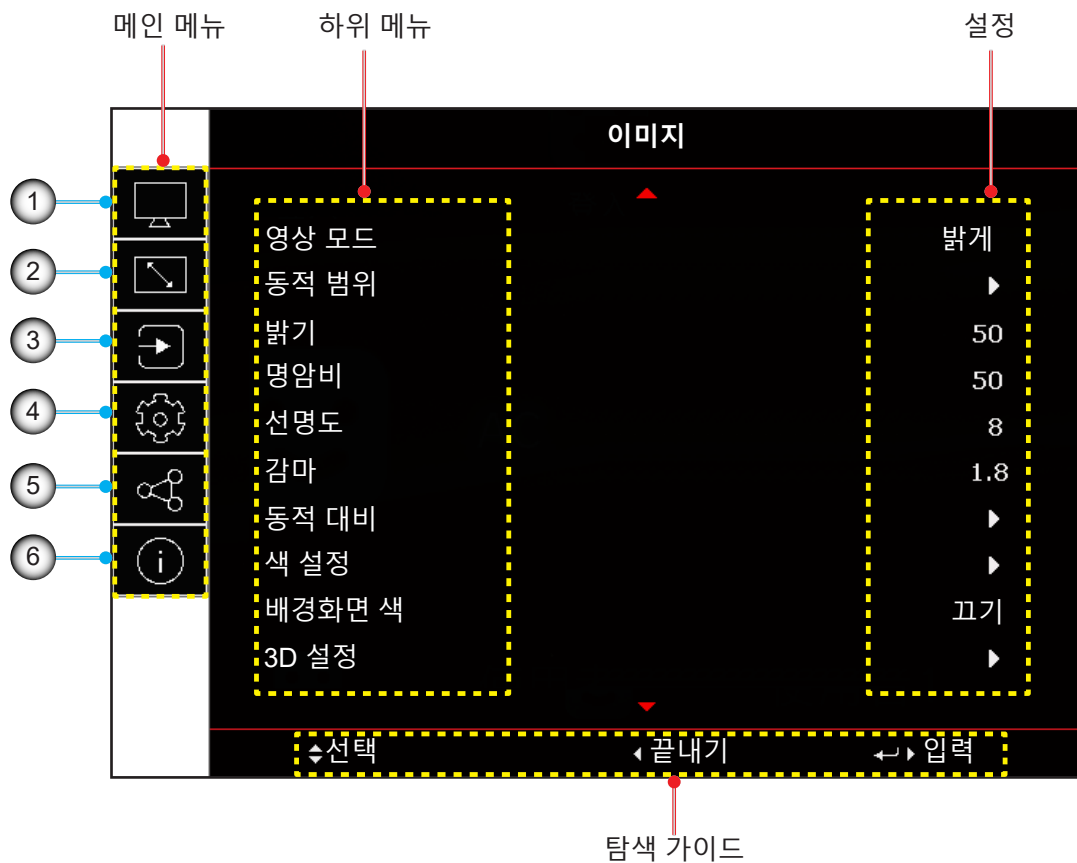 메인 메뉴 하위 메뉴 설정
이미지
1
2
3
4
5
6
i
영상 모드 밝게
동적 범위
밝기 50
명암비 50
선명도 8
감마 1.8
동적 대비
색 설정
배경화면 색 끄기
3D 설정
선택 끝내기 입력
탐색 가이드